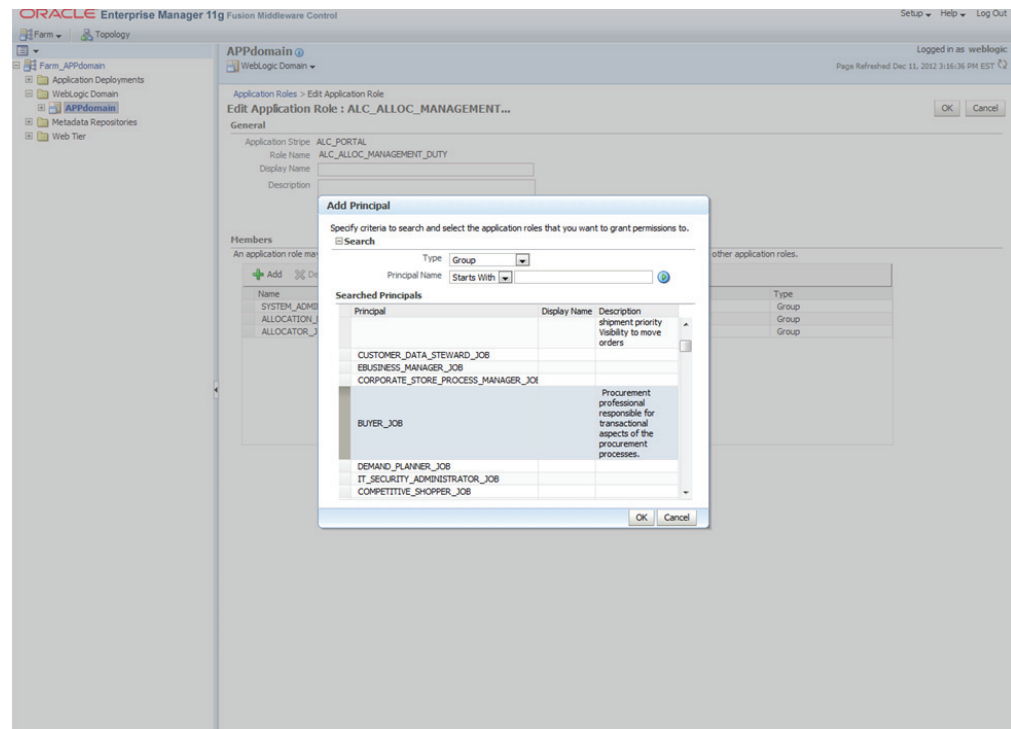 ORACLE Enterprise Manager 11g Fusion Middleware Control
Setup Help Log Out
Farm Topology
APPdomain
Logged in as weblogic
WebLogic Domain
Page Refreshed Dec 11, 2012 3:16:36 PM EST
Farm_APPdomain
Application Deployments
WebLogic Domain
APPdomain
Metadata Repositories
Web Tier
Application Roles > Edit Application Role
Edit Application Role : ALC_ALLOC_MANAGEMENT...
OK Cancel
General
Application Stripe ALC_PORTAL
Role Name ALC_ALLOC_MANAGEMENT_DUTY
Display Name
Description
Members
An application role may
other application roles.
Add
Name
Type
SYSTEM_ADMI
Group
ALLOCATION_
Group
ALLOCATOR_J
Group
Add Principal
Specify criteria to search and select the application roles that you want to grant permissions to.
Search
Type Group
Principal Name Starts With
Searched Principals
Principal Display Name Description
shipment priority
Visibility to move
orders
CUSTOMER_DATA_STEWARD_JOB
EBUSINESS_MANAGER_JOB
CORPORATE_STORE_PROCESS_MANAGER_JOB
BUYER_JOB
Procurement
professional
responsible for
transactional
aspects of the
procurement
processes.
DEMAND_PLANNER_JOB
IT_SECURITY_ADMINISTRATOR_JOB
COMPETITIVE_SHOPPER_JOB
OK Cancel